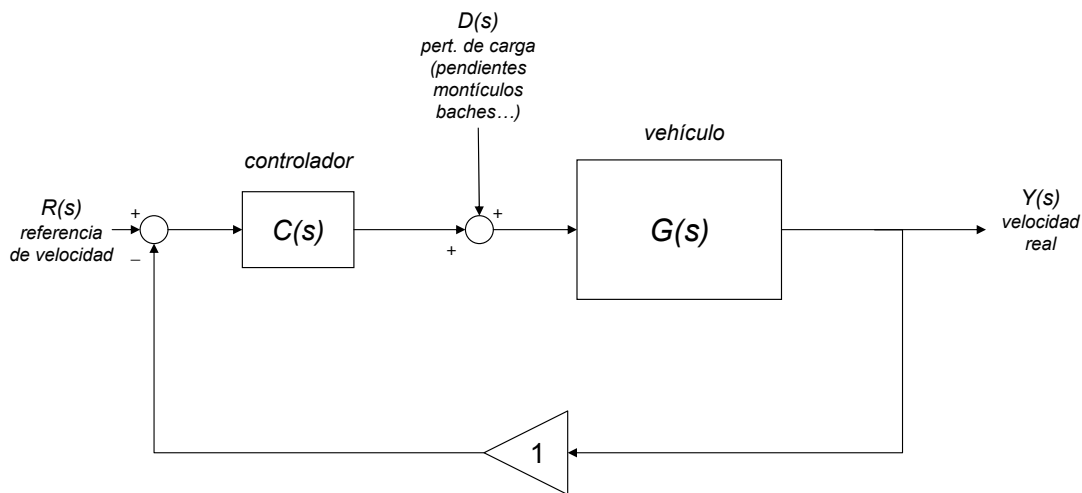 D(s)
pert. de carga
(pendientes
montículos
baches…)
vehículo
controlador
R(s)
referencia
de velocidad
+
−
C(s)
+
+
G(s)
Y(s)
velocidad
real
1